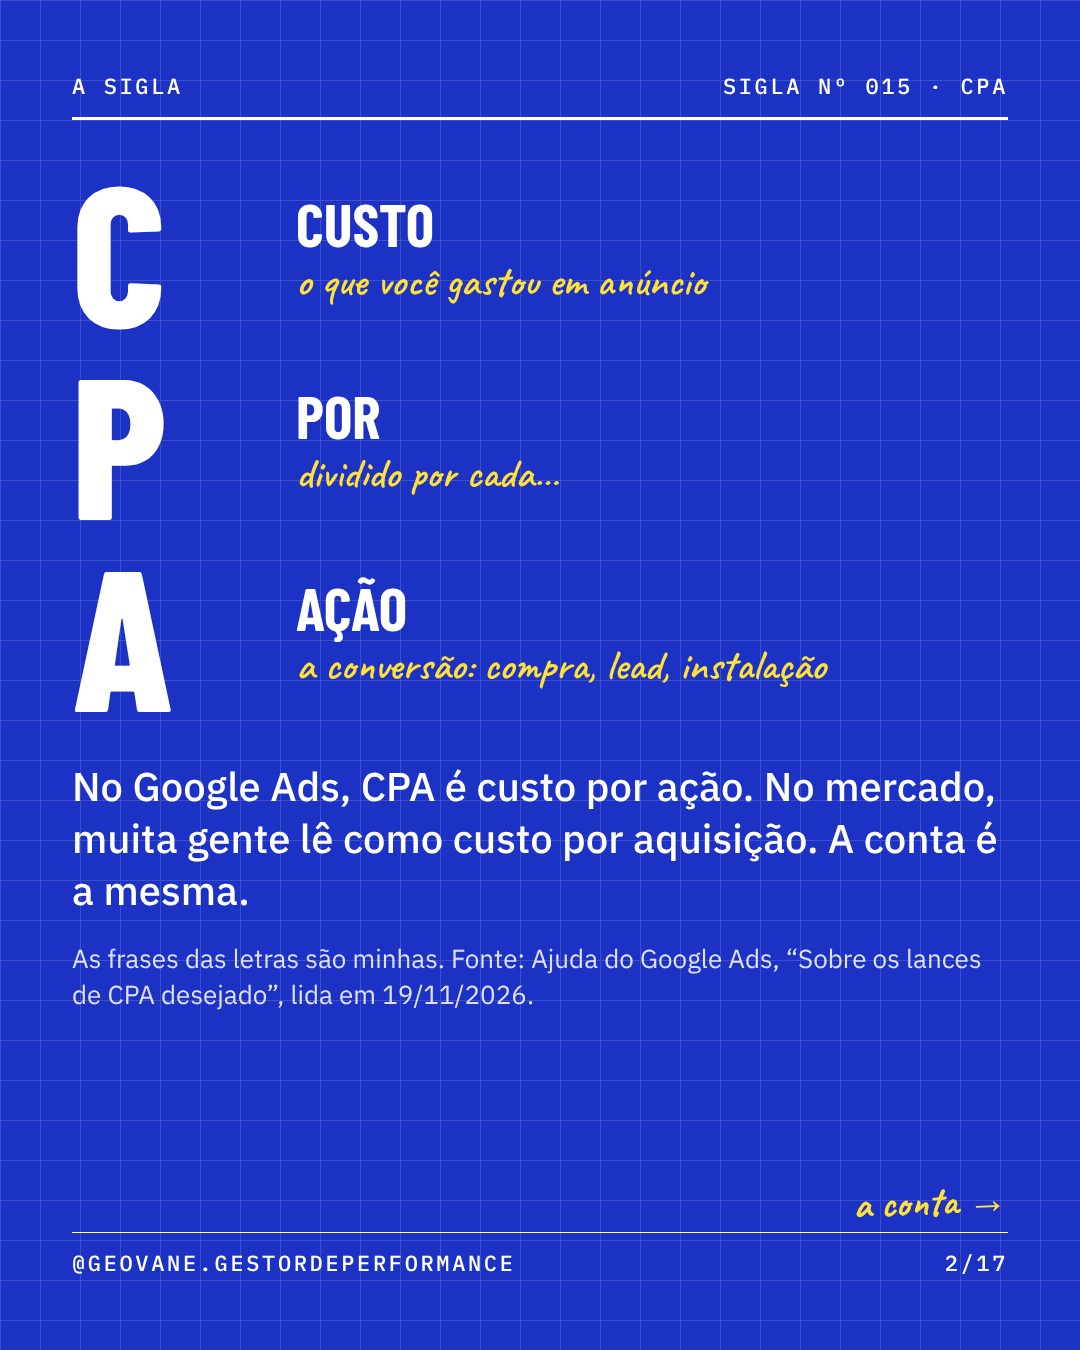 A SIGLA
SIGLA Nº 015 · CPA
C
CUSTO
o que você gastou em anúncio
P
POR
dividido por cada...
A
AÇÃO
a conversão: compra, lead, instalação
No Google Ads, CPA é custo por ação. No mercado,
muita gente lê como custo por aquisição. A conta é
a mesma.
As frases das letras são minhas. Fonte: Ajuda do Google Ads, “Sobre os lances
de CPA desejado”, lida em 19/11/2026.
a conta →
@GEOVANE.GESTORDEPERFORMANCE
2/17